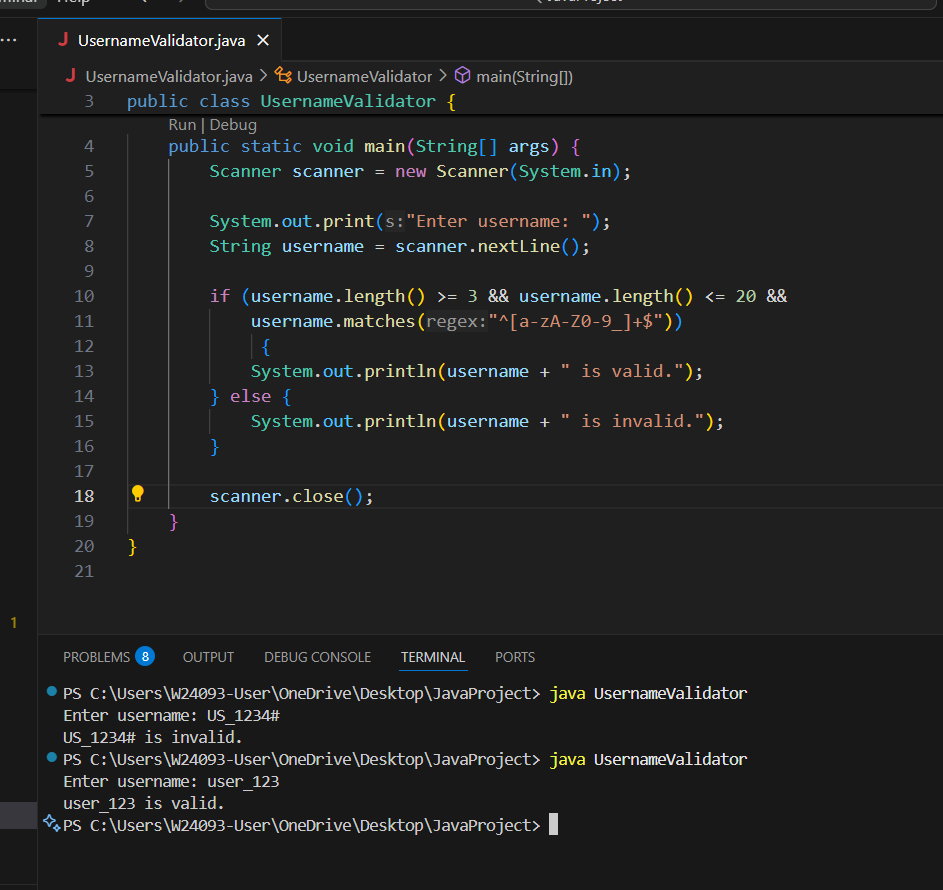 Help
UsernameValidator.java
UsernameValidator.java > UsernameValidator > main(String[])
3 public class UsernameValidator {
Run | Debug
4 public static void main(String[] args) {
5 Scanner scanner = new Scanner(System.in);
6
7 System.out.print(s:"Enter username: ");
8 String username = scanner.nextLine();
9
10 if (username.length() >= 3 && username.length() <= 20 &&
11 username.matches(regex:"^[a-zA-Z0-9_]+$"))
12 {
13 System.out.println(username + " is valid.");
14 } else {
15 System.out.println(username + " is invalid.");
16 }
17
18 scanner.close();
19 }
20 }
21
1
PROBLEMS 8 OUTPUT DEBUG CONSOLE TERMINAL PORTS
PS C:\Users\W24093-User\OneDrive\Desktop\JavaProject> java UsernameValidator
Enter username: US_1234#
US_1234# is invalid.
PS C:\Users\W24093-User\OneDrive\Desktop\JavaProject> java UsernameValidator
Enter username: user_123
user_123 is valid.
PS C:\Users\W24093-User\OneDrive\Desktop\JavaProject>